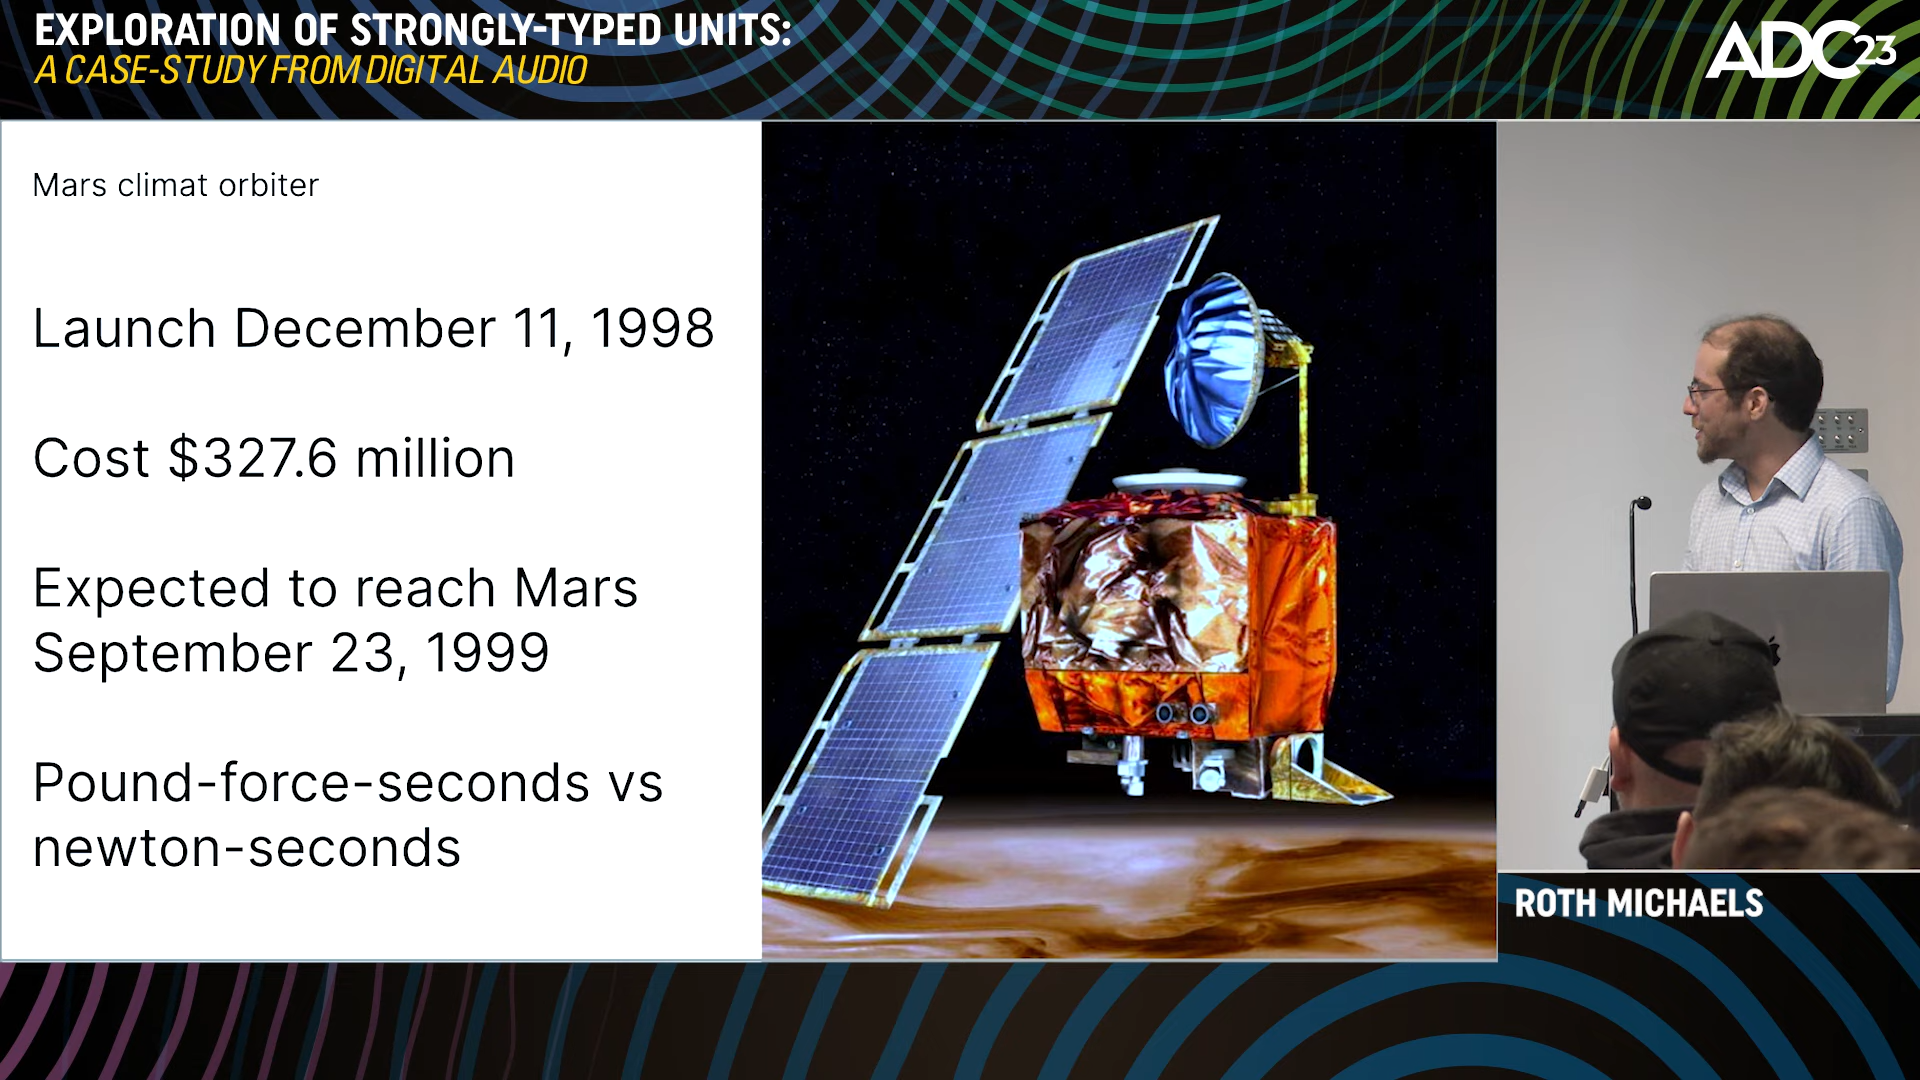 EXPLORATION OF STRONGLY-TYPED UNITS:
A CASE-STUDY FROM DIGITAL AUDIO
ADC23
Mars climat orbiter
Launch December 11, 1998
Cost $327.6 million
Expected to reach Mars
September 23, 1999
Pound-force-seconds vs
newton-seconds
ROTH MICHAELS